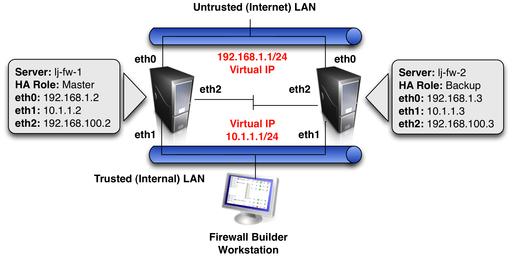 Untrusted (Internet) LAN
eth0
192.168.1.1/24
Virtual IP
eth0
Server: lj-fw-1
HA Role: Master
eth0: 192.168.1.2
eth1: 10.1.1.2
eth2: 192.168.100.2
eth2
eth2
Server: lj-fw-2
HA Role: Backup
eth0: 192.168.1.3
eth1: 10.1.1.3
eth2: 192.168.100.3
eth1
Virtual IP
10.1.1.1/24
eth1
Trusted (Internal) LAN
Firewall Builder
Workstation